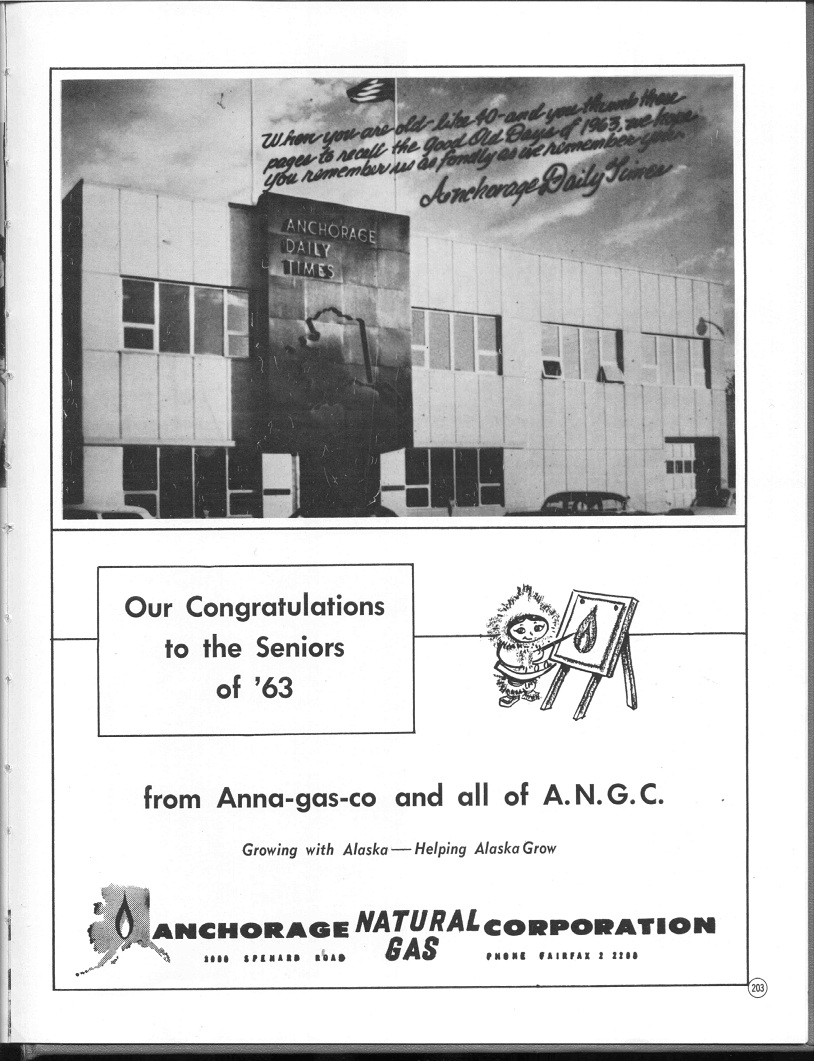 When you are old-like 40-and you thumb these
pages to recall the Good Old Days of 1963, we hope
you remember us as fondly as we remember you.
Anchorage Daily Times
ANCHORAGE
DAILY
TIMES
Our Congratulations
to the Seniors
of '63
from Anna-gas-co and all of A.N.G.C.
Growing with Alaska — Helping Alaska Grow
ANCHORAGE NATURAL GAS CORPORATION
SPENARD ROAD PHONE FAIRFAX 2 2200
203